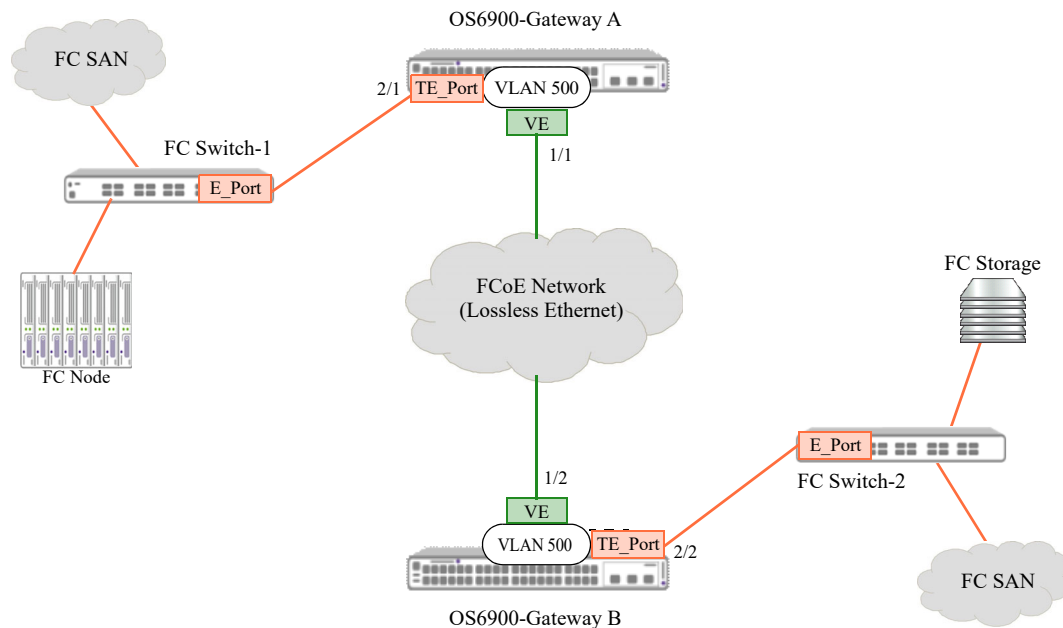 OS6900-Gateway A
FC SAN
2/1
TE_Port
VLAN 500
VE
FC Switch-1
1/1
E_Port
FCoE Network
(Lossless Ethernet)
FC Storage
FC Node
E_Port
1/2
FC Switch-2
VE
VLAN 500
TE_Port
2/2
FC SAN
OS6900-Gateway B